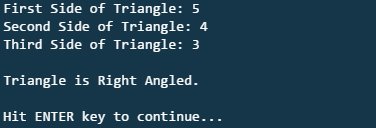 First Side of Triangle: 5
Second Side of Triangle: 4
Third Side of Triangle: 3
Triangle is Right Angled.
Hit ENTER key to continue...